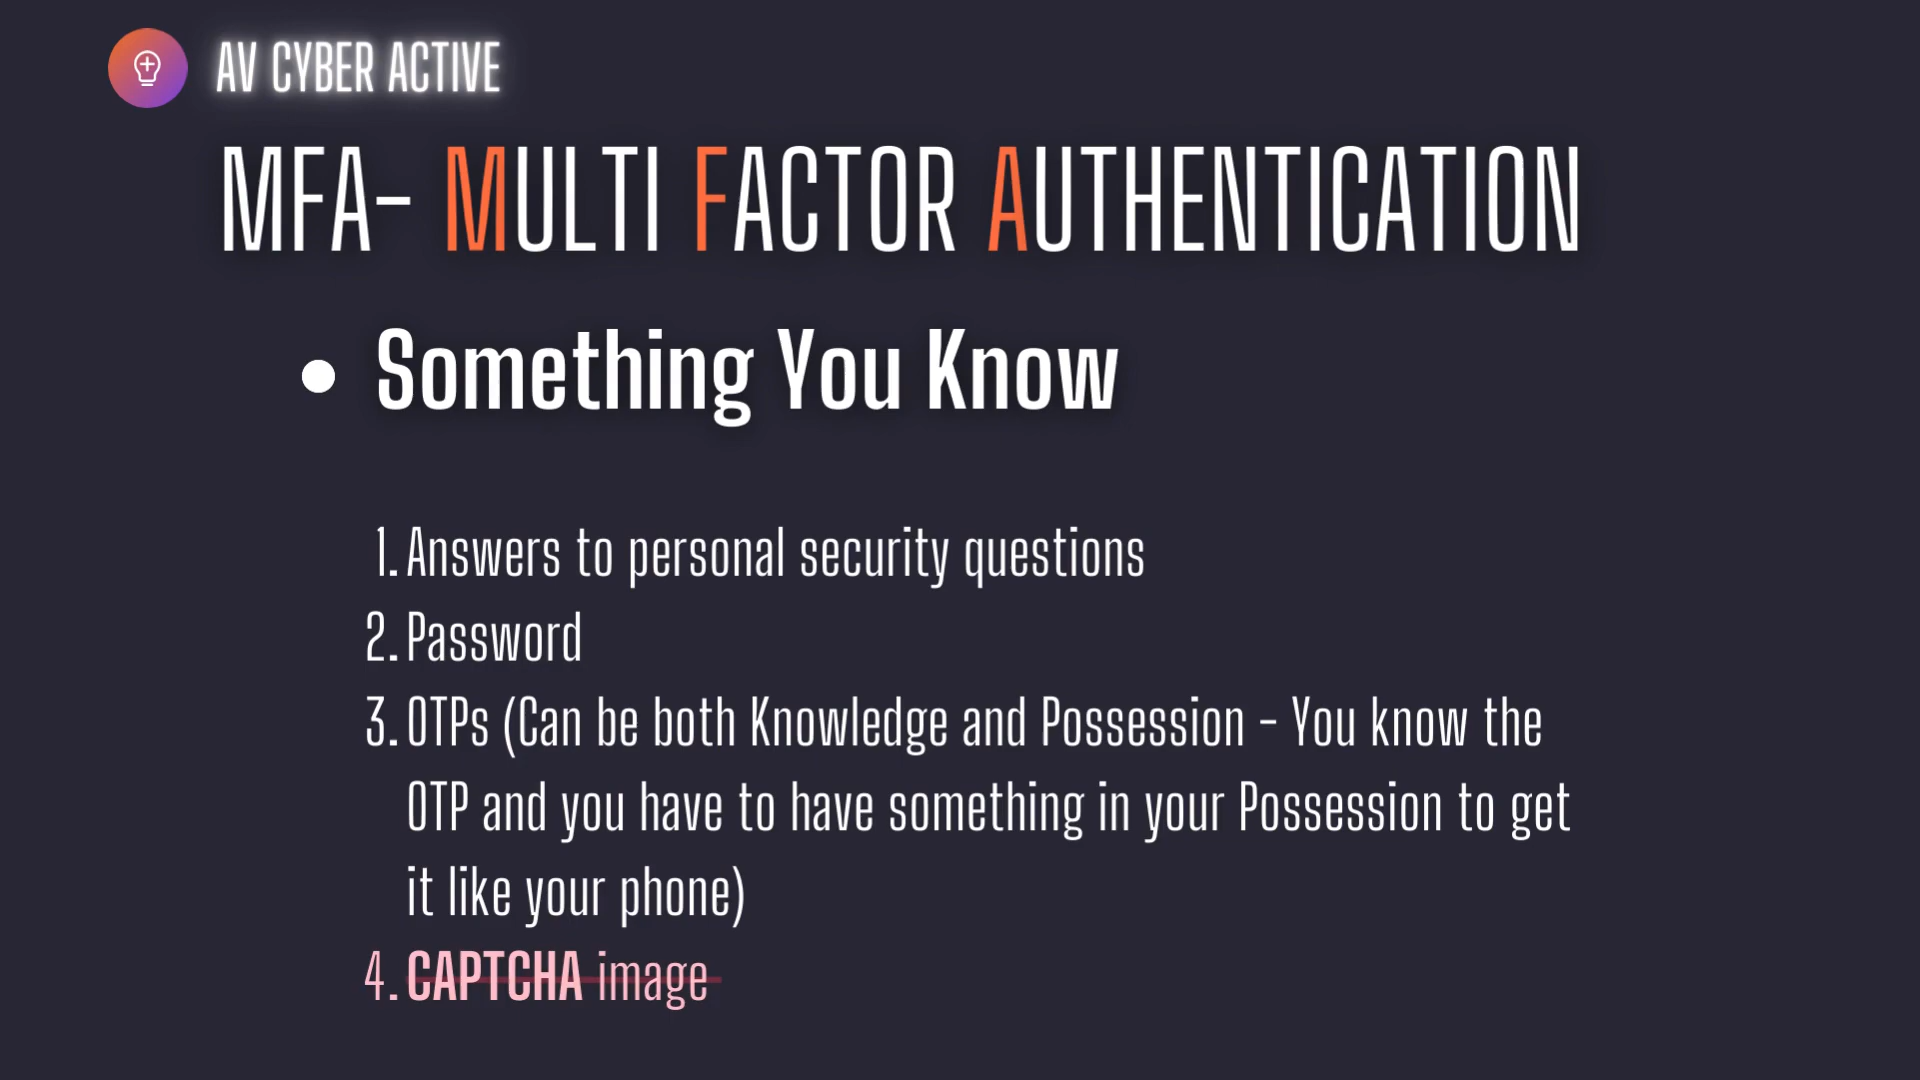 AV CYBER ACTIVE
MFA- MULTI FACTOR AUTHENTICATION
• Something You Know
1. Answers to personal security questions
2. Password
3. OTPs (Can be both Knowledge and Possession - You know the
OTP and you have to have something in your Possession to get
it like your phone)
4. CAPTCHA image